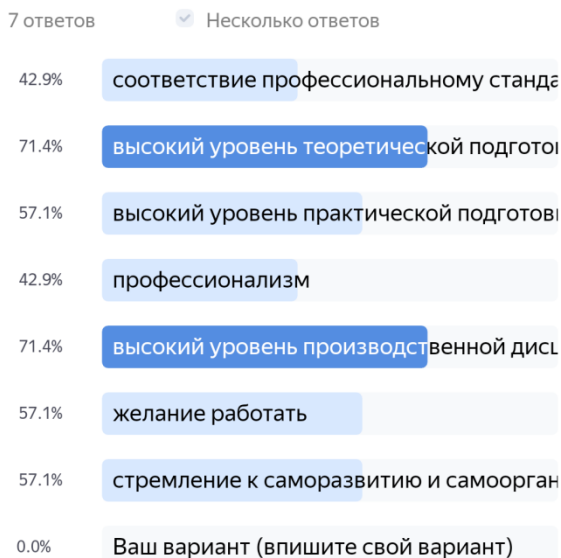 7 ответов Несколько ответов
42.9% соответствие профессиональному станда
71.4% высокий уровень теоретической подгото
57.1% высокий уровень практической подготов
42.9% профессионализм
71.4% высокий уровень производственной дисц
57.1% желание работать
57.1% стремление к саморазвитию и самоорган
0.0% Ваш вариант (впишите свой вариант)